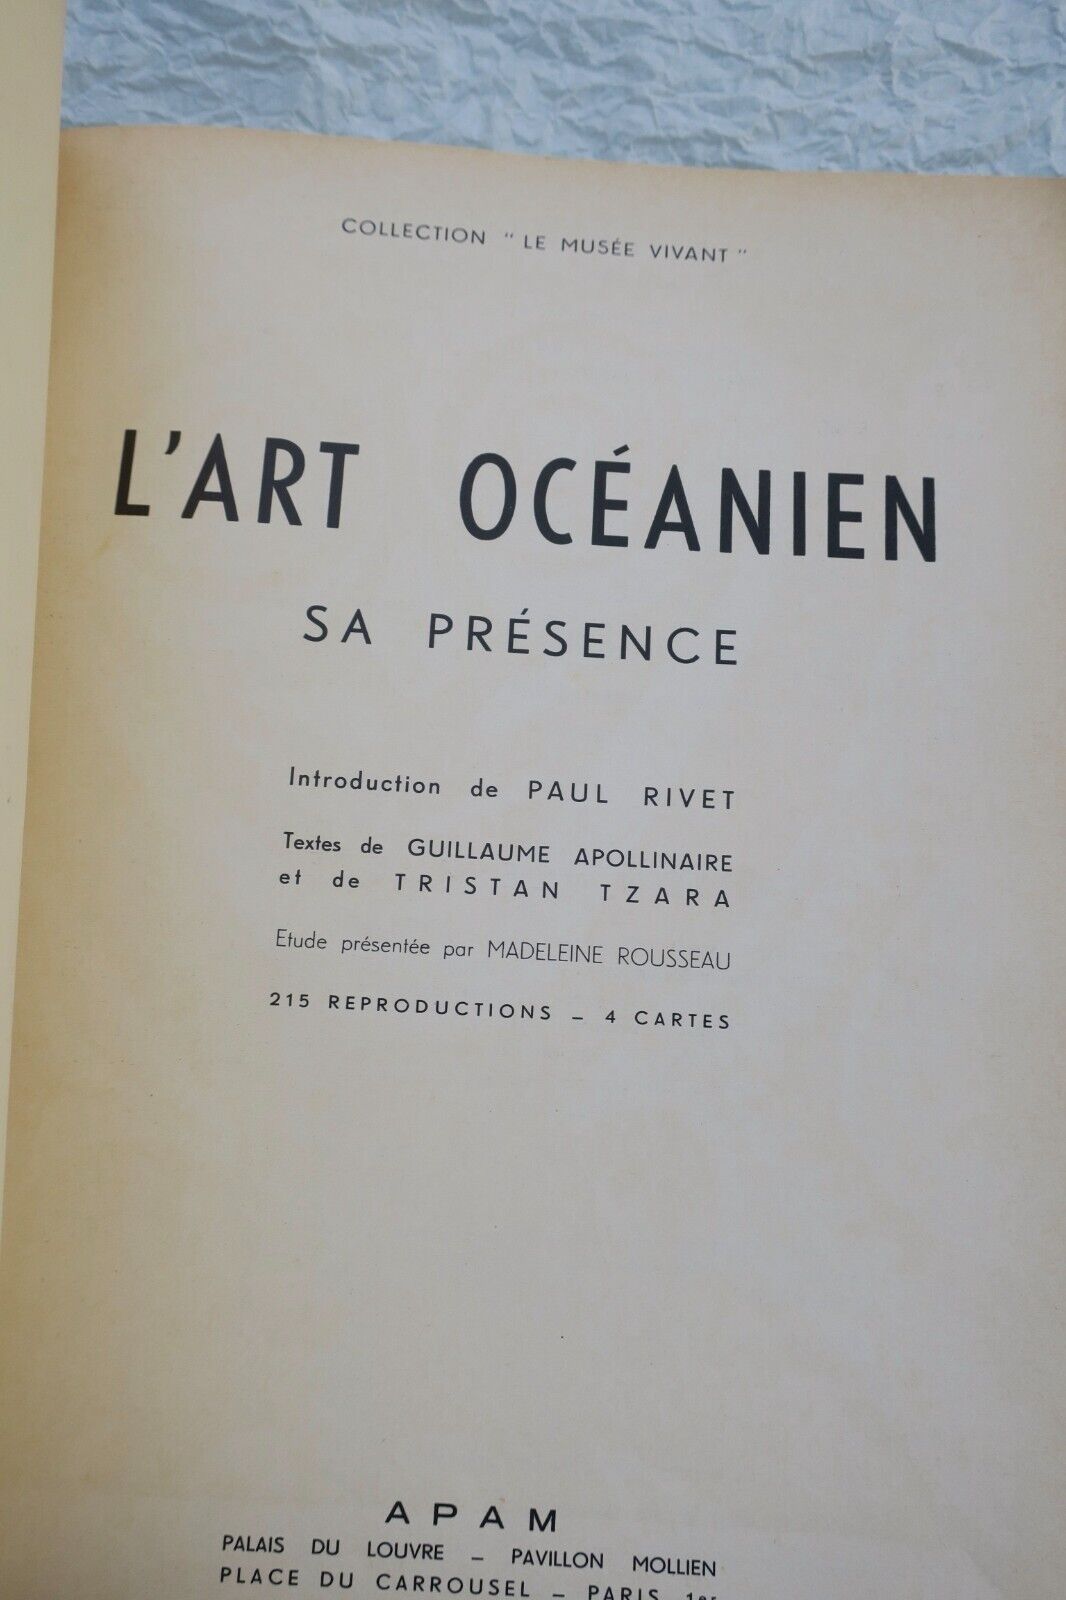 COLLECTION " LE MUSÉE VIVANT "
L'ART OCÉANIEN
SA PRÉSENCE
Introduction de PAUL RIVET
Textes de GUILLAUME APOLLINAIRE
et de TRISTAN TZARA
Etude présentée par MADELEINE ROUSSEAU
215 REPRODUCTIONS – 4 CARTES
APAM
PALAIS DU LOUVRE – PAVILLON MOLLIEN
PLACE DU CARROUSEL – PARIS 1er